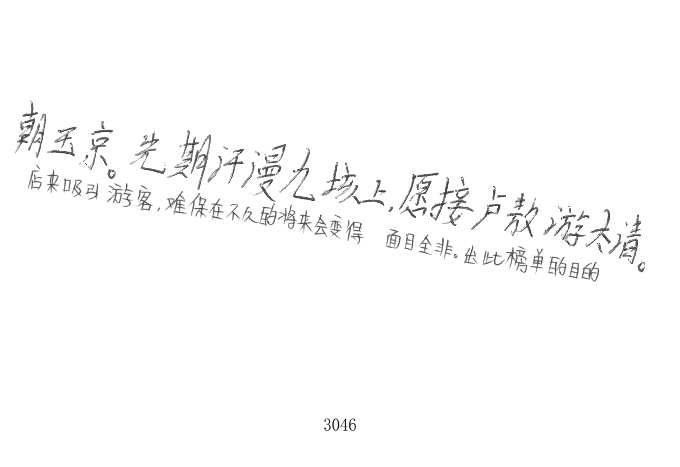 朝玉京。先期汗漫九垓上,愿接卢敖游太清。
店来吸引游客,难保在不久的将来会变得 面目全非。出此榜单的目的
3046